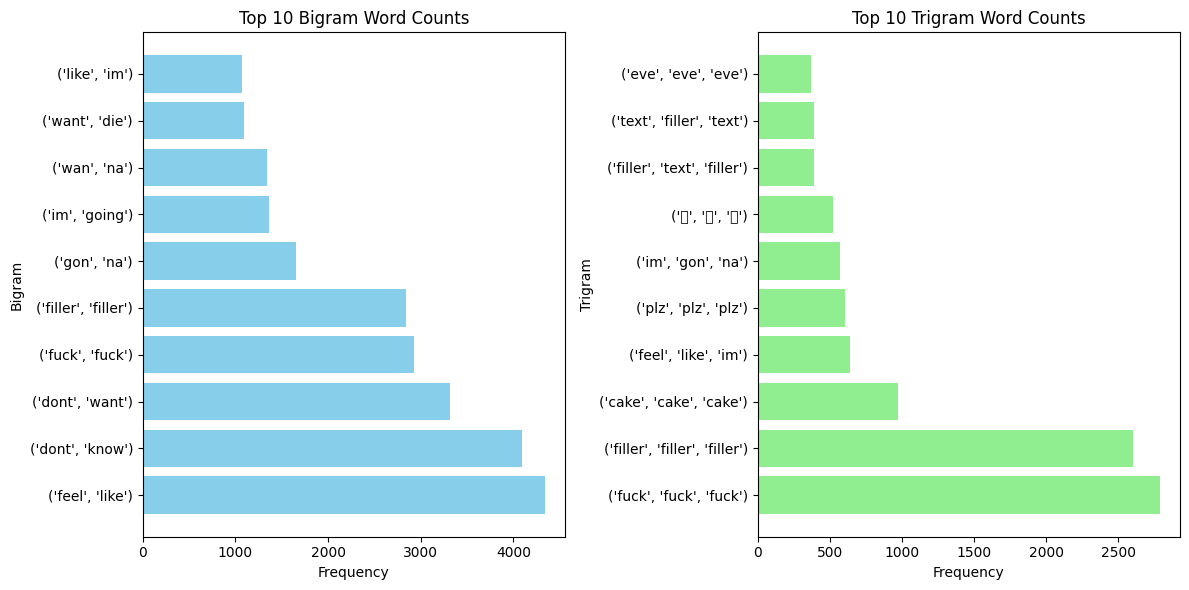 Top 10 Bigram Word Counts
Bigram
('like', 'im')
('want', 'die')
('wan', 'na')
('im', 'going')
('gon', 'na')
('filler', 'filler')
('fuck', 'fuck')
('dont', 'want')
('dont', 'know')
('feel', 'like')
0 1000 2000 3000 4000
Frequency
Top 10 Trigram Word Counts
Trigram
('eve', 'eve', 'eve')
('text', 'filler', 'text')
('filler', 'text', 'filler')
('▯', '▯', '▯')
('im', 'gon', 'na')
('plz', 'plz', 'plz')
('feel', 'like', 'im')
('cake', 'cake', 'cake')
('filler', 'filler', 'filler')
('fuck', 'fuck', 'fuck')
0 500 1000 1500 2000 2500
Frequency